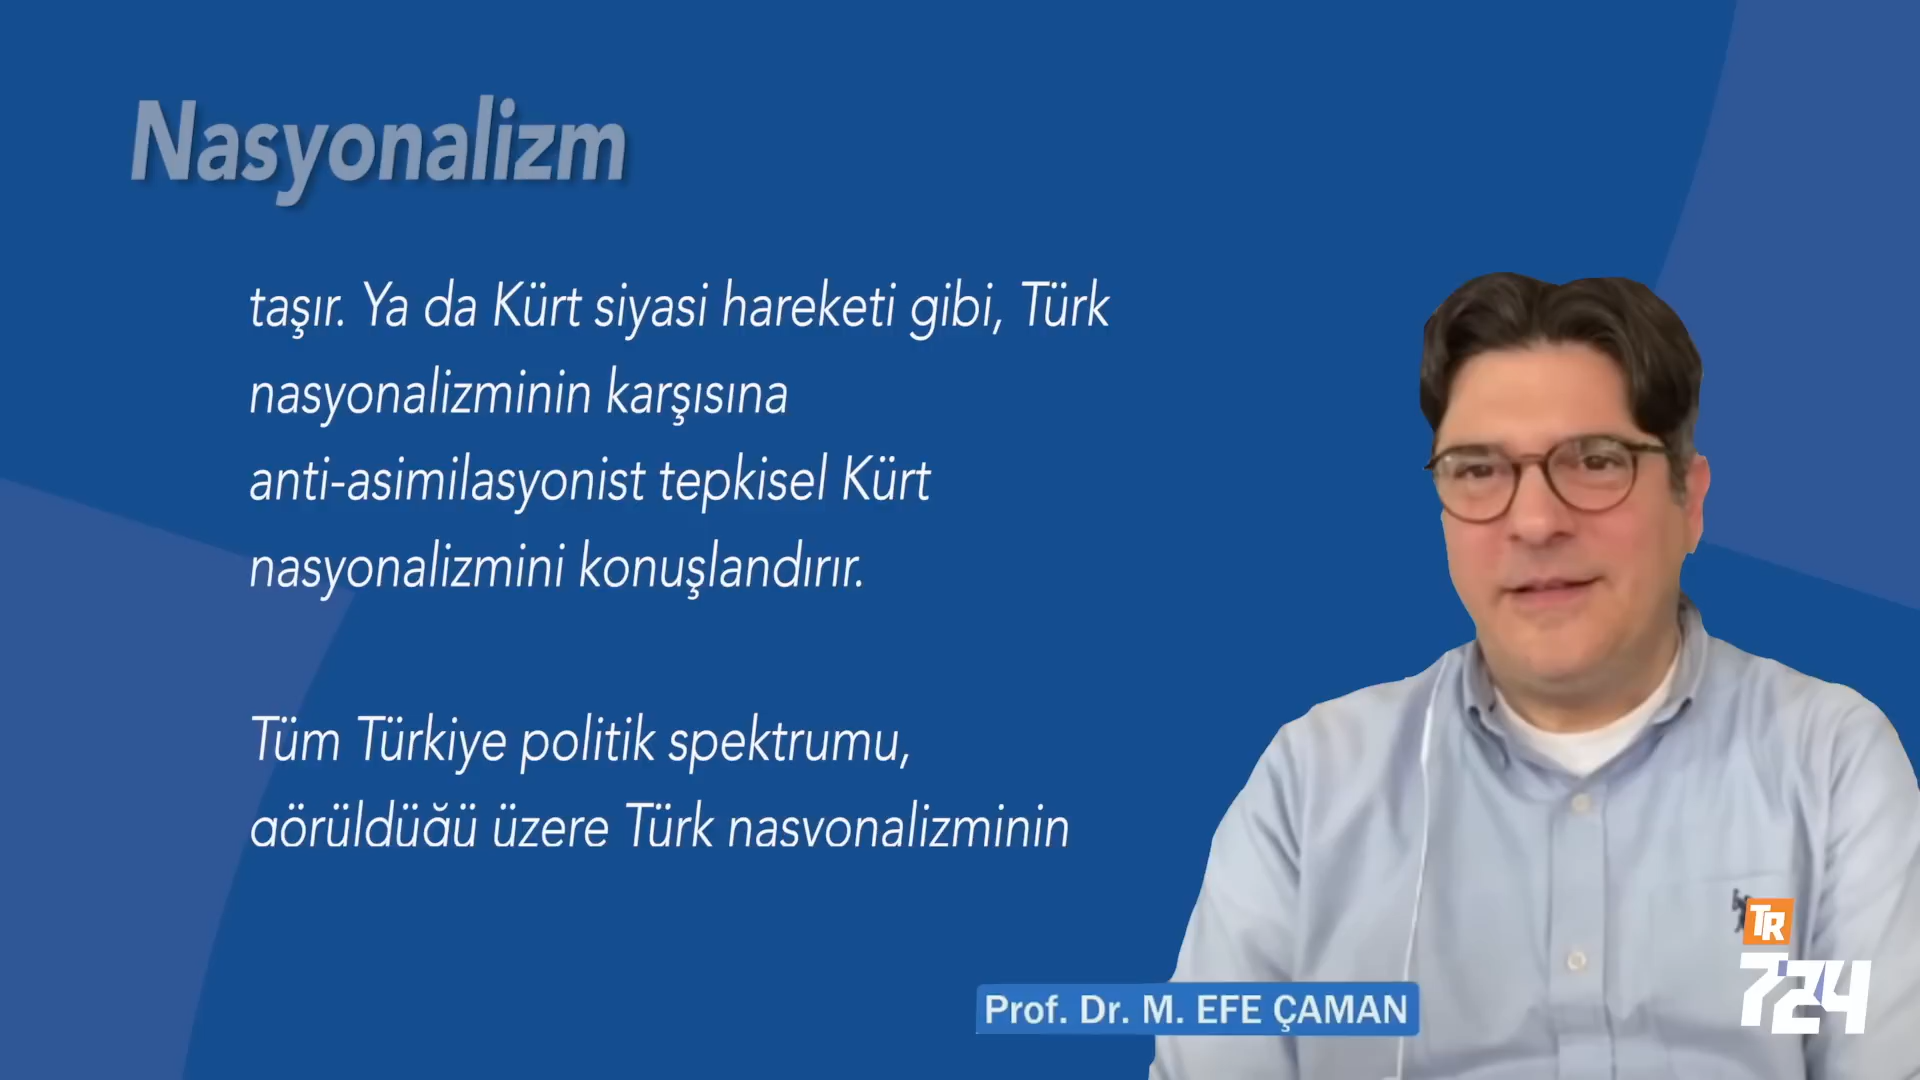 Nasyonalizm
taşır. Ya da Kürt siyasi hareketi gibi, Türk
nasyonalizminin karşısına
anti-asimilasyonist tepkisel Kürt
nasyonalizmini konuşlandırır.
Tüm Türkiye politik spektrumu,
görüldüğü üzere Türk nasyonalizminin
Prof. Dr. M. EFE ÇAMAN
TR
724